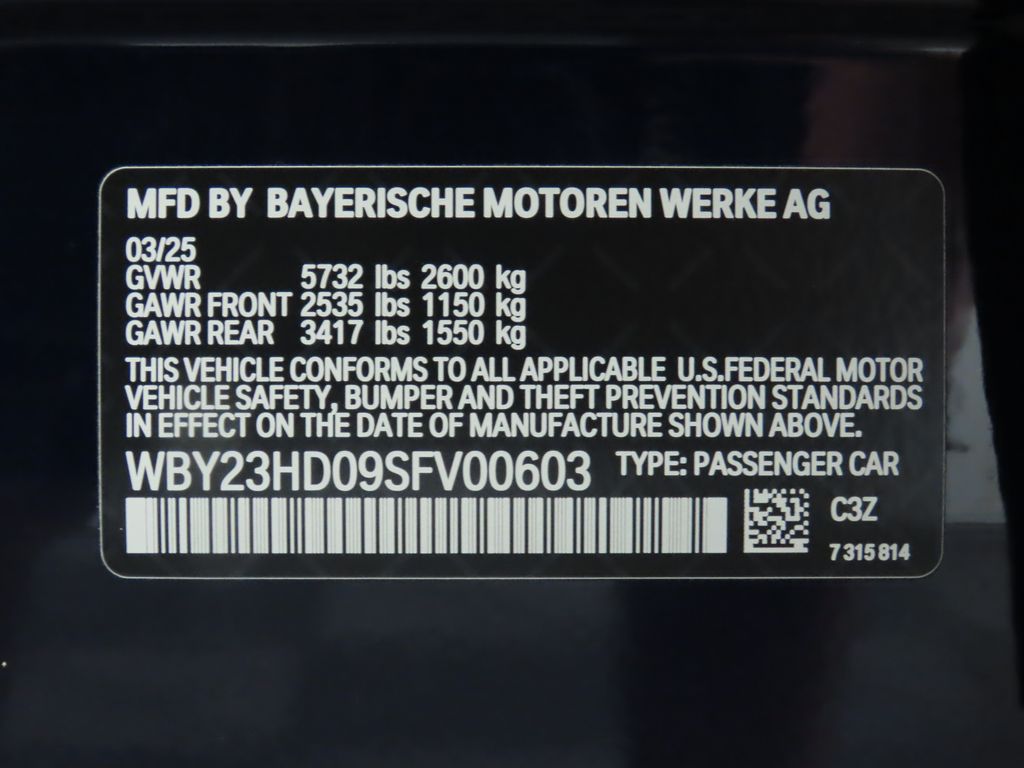 MFD BY BAYERISCHE MOTOREN WERKE AG
03/25
GVWR 5732 lbs 2600 kg
GAWR FRONT 2535 lbs 1150 kg
GAWR REAR 3417 lbs 1550 kg
THIS VEHICLE CONFORMS TO ALL APPLICABLE U.S.FEDERAL MOTOR
VEHICLE SAFETY, BUMPER AND THEFT PREVENTION STANDARDS
IN EFFECT ON THE DATE OF MANUFACTURE SHOWN ABOVE.
WBY23HD09SFV00603 TYPE: PASSENGER CAR
C3Z
7 315 814